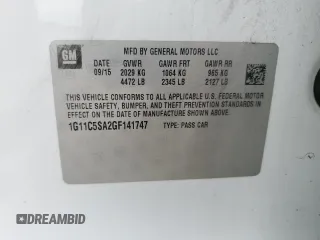 GM
MFD BY GENERAL MOTORS LLC
DATE GVWR GAWR FRT GAWR RR
09/15 2029 KG 1064 KG 965 KG
4472 LB 2345 LB 2127 LB
THIS VEHICLE CONFORMS TO ALL APPLICABLE U.S. FEDERAL MOTOR
VEHICLE SAFETY, BUMPER, AND THEFT PREVENTION STANDARDS
IN EFFECT ON THE DATE OF MANUFACTURE SHOWN ABOVE.
1G11C5SA2GF141747 TYPE: PASS CAR
DREAMBID